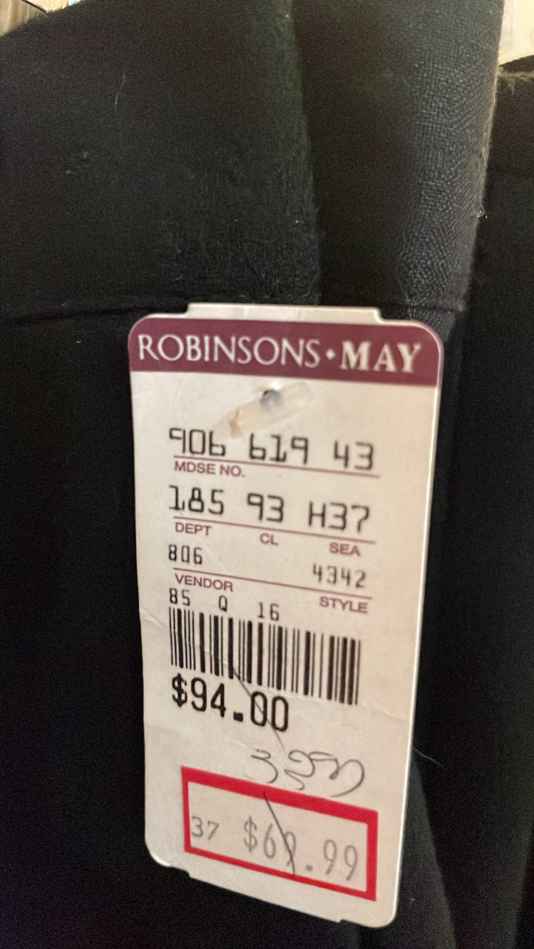 ROBINSONS•MAY
906 619 43
MDSE NO.
185 93 H37
DEPT CL SEA
806 4342
VENDOR STYLE
85 Q 16
$94.00
37 $69.99